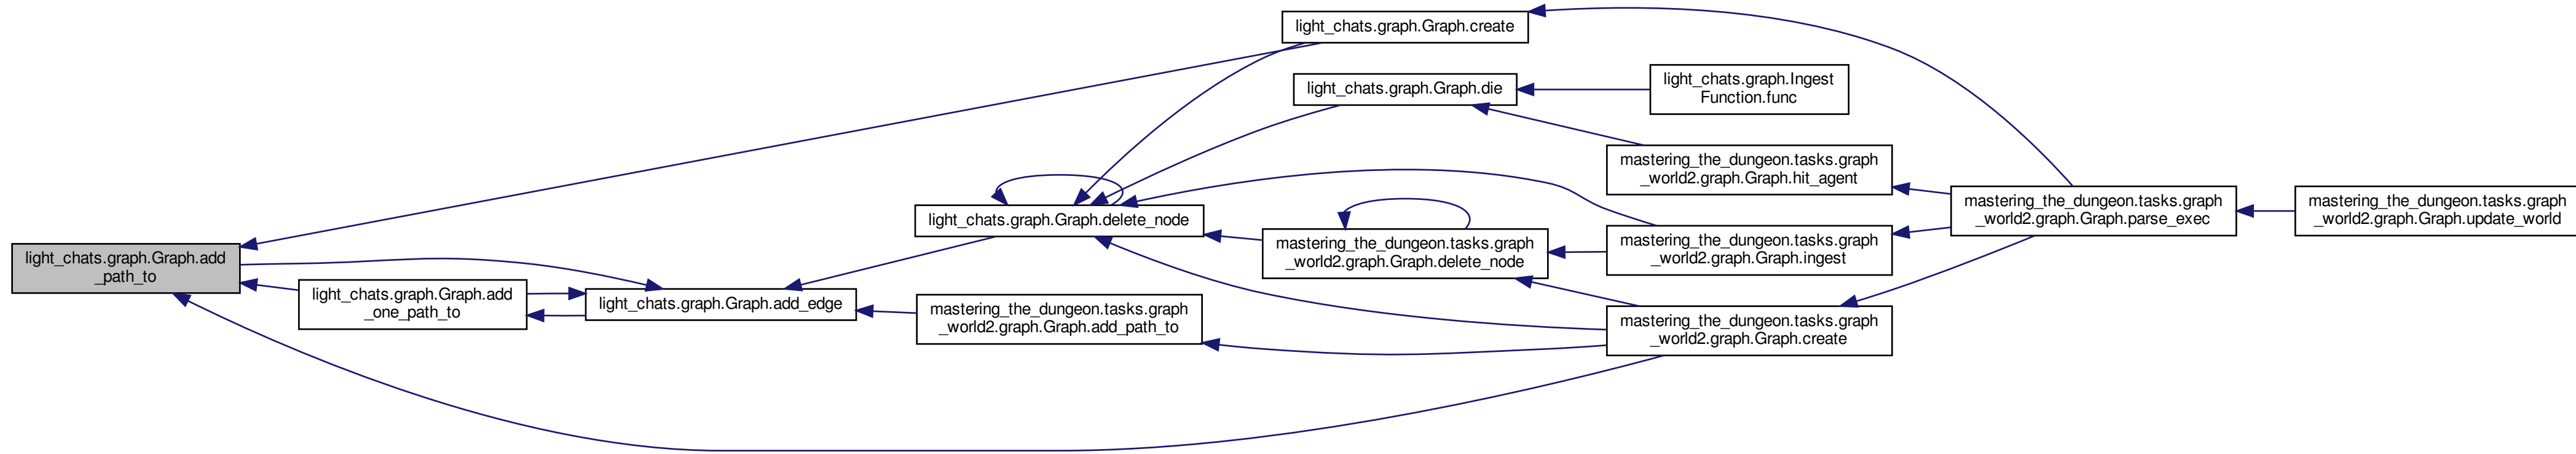 light_chats.graph.Graph.add
_path_to
light_chats.graph.Graph.add
_one_path_to
light_chats.graph.Graph.add_edge
light_chats.graph.Graph.delete_node
mastering_the_dungeon.tasks.graph
_world2.graph.Graph.add_path_to
light_chats.graph.Graph.create
light_chats.graph.Graph.die
mastering_the_dungeon.tasks.graph
_world2.graph.Graph.delete_node
light_chats.graph.Ingest
Function.func
mastering_the_dungeon.tasks.graph
_world2.graph.Graph.hit_agent
mastering_the_dungeon.tasks.graph
_world2.graph.Graph.ingest
mastering_the_dungeon.tasks.graph
_world2.graph.Graph.create
mastering_the_dungeon.tasks.graph
_world2.graph.Graph.parse_exec
mastering_the_dungeon.tasks.graph
_world2.graph.Graph.update_world